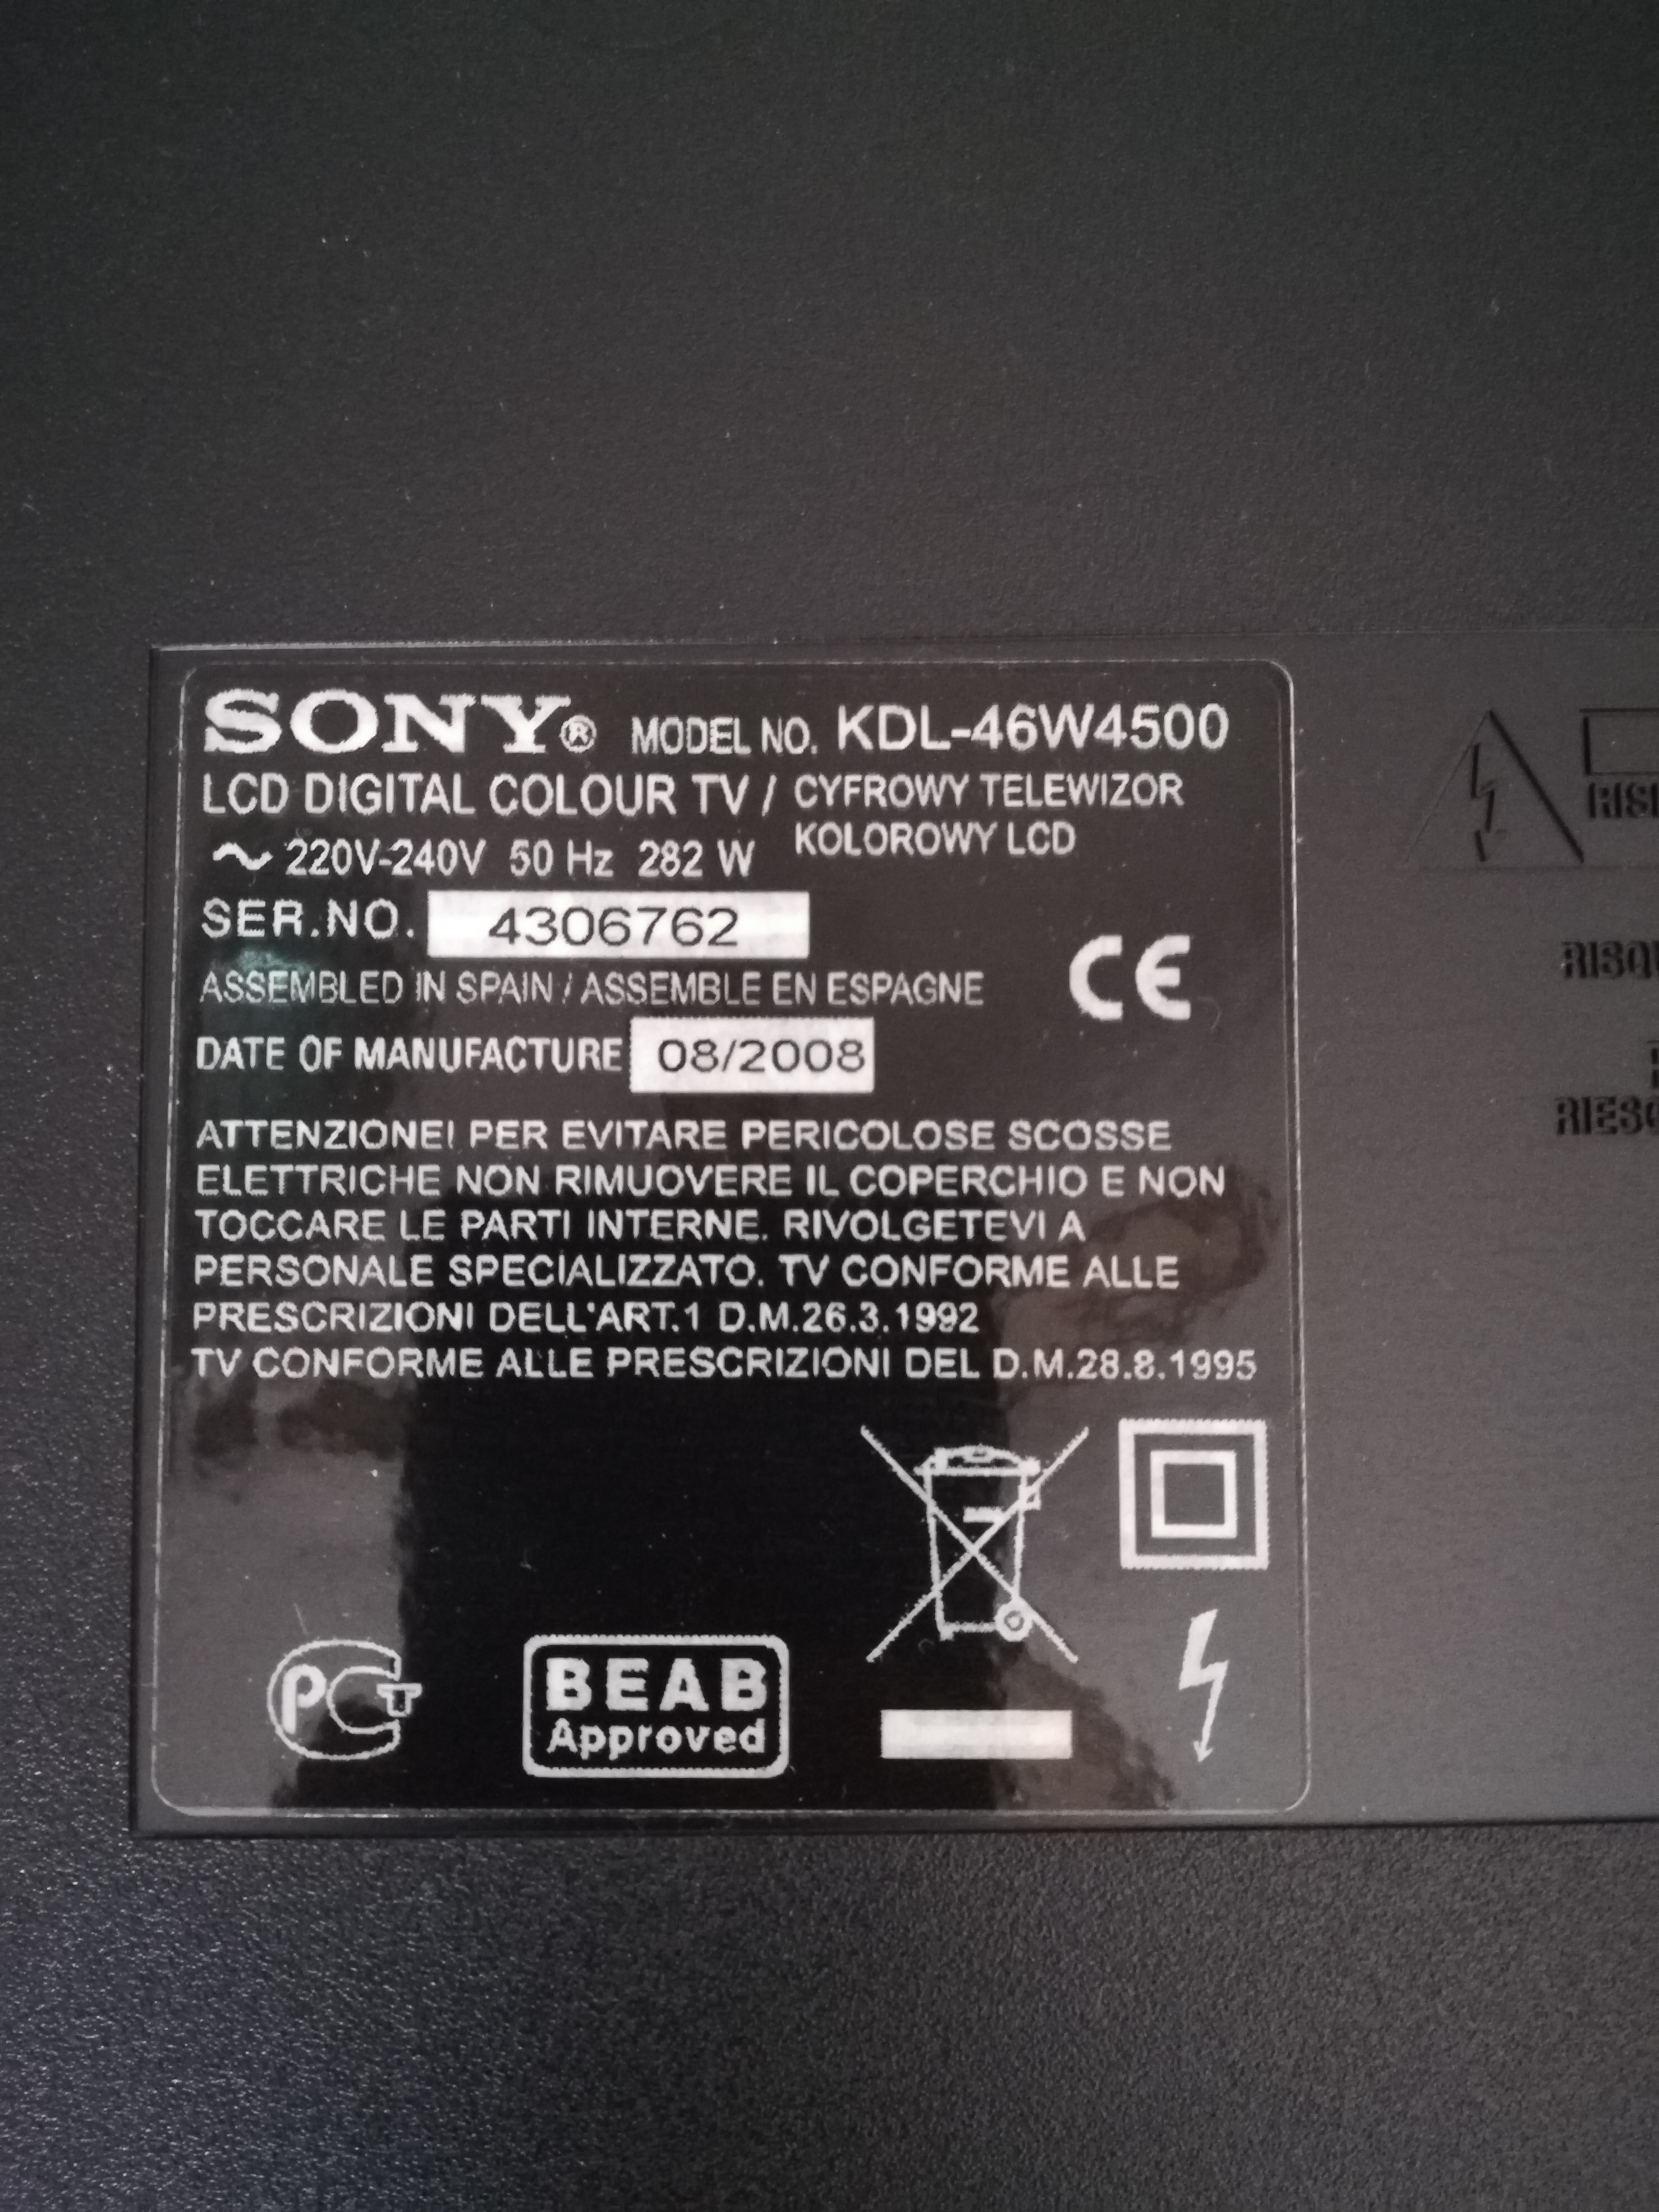 SONY® MODEL NO. KDL-46W4500
LCD DIGITAL COLOUR TV / CYFROWY TELEWIZOR
KOLOROWY LCD
~ 220V-240V 50 Hz 282 W
SER.NO. 4306762
ASSEMBLED IN SPAIN / ASSEMBLE EN ESPAGNE
CE
DATE OF MANUFACTURE 08/2008
ATTENZIONE! PER EVITARE PERICOLOSE SCOSSE
ELETTRICHE NON RIMUOVERE IL COPERCHIO E NON
TOCCARE LE PARTI INTERNE. RIVOLGETEVI A
PERSONALE SPECIALIZZATO. TV CONFORME ALLE
PRESCRIZIONI DELL'ART.1 D.M.26.3.1992
TV CONFORME ALLE PRESCRIZIONI DEL D.M.28.8.1995
PCT
BEAB
Approved